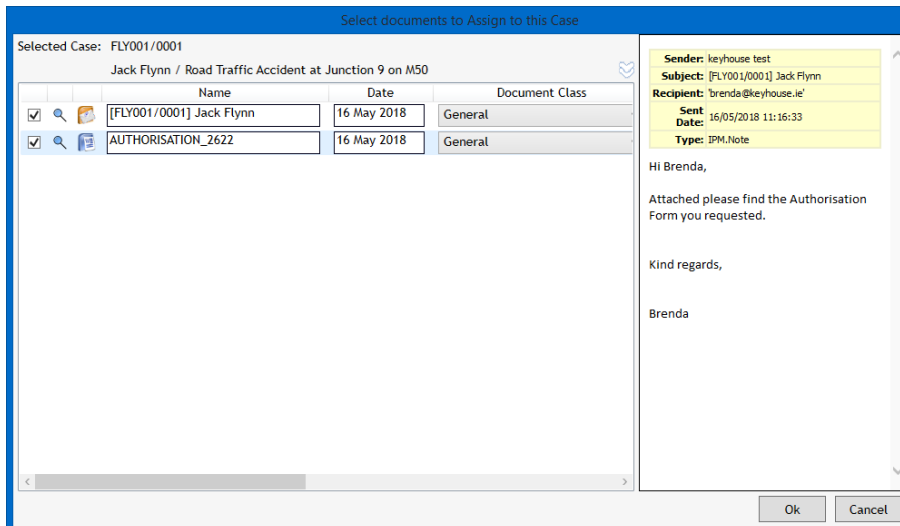 Select documents to Assign to this Case
Selected Case: FLY001/0001
Jack Flynn / Road Traffic Accident at Junction 9 on M50
Name Date Document Class
[FLY001/0001] Jack Flynn 16 May 2018 General
AUTHORISATION_2622 16 May 2018 General
Sender: keyhouse test
Subject: [FLY001/0001] Jack Flynn
Recipient: 'brenda@keyhouse.ie'
Sent Date: 16/05/2018 11:16:33
Type: IPM.Note
Hi Brenda,
Attached please find the Authorisation
Form you requested.
Kind regards,
Brenda
Ok Cancel